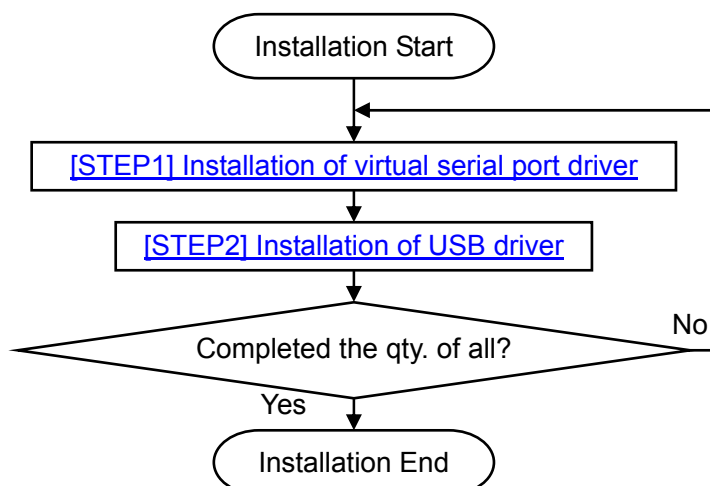 Installation Start
[STEP1] Installation of virtual serial port driver
[STEP2] Installation of USB driver
Completed the qty. of all?
No
Yes
Installation End